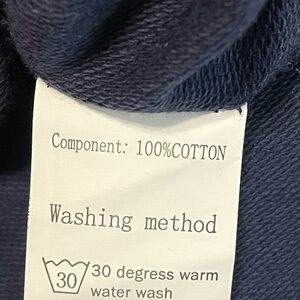 Component: 100%COTTON
Washing method
30
30 degress warm
water wash